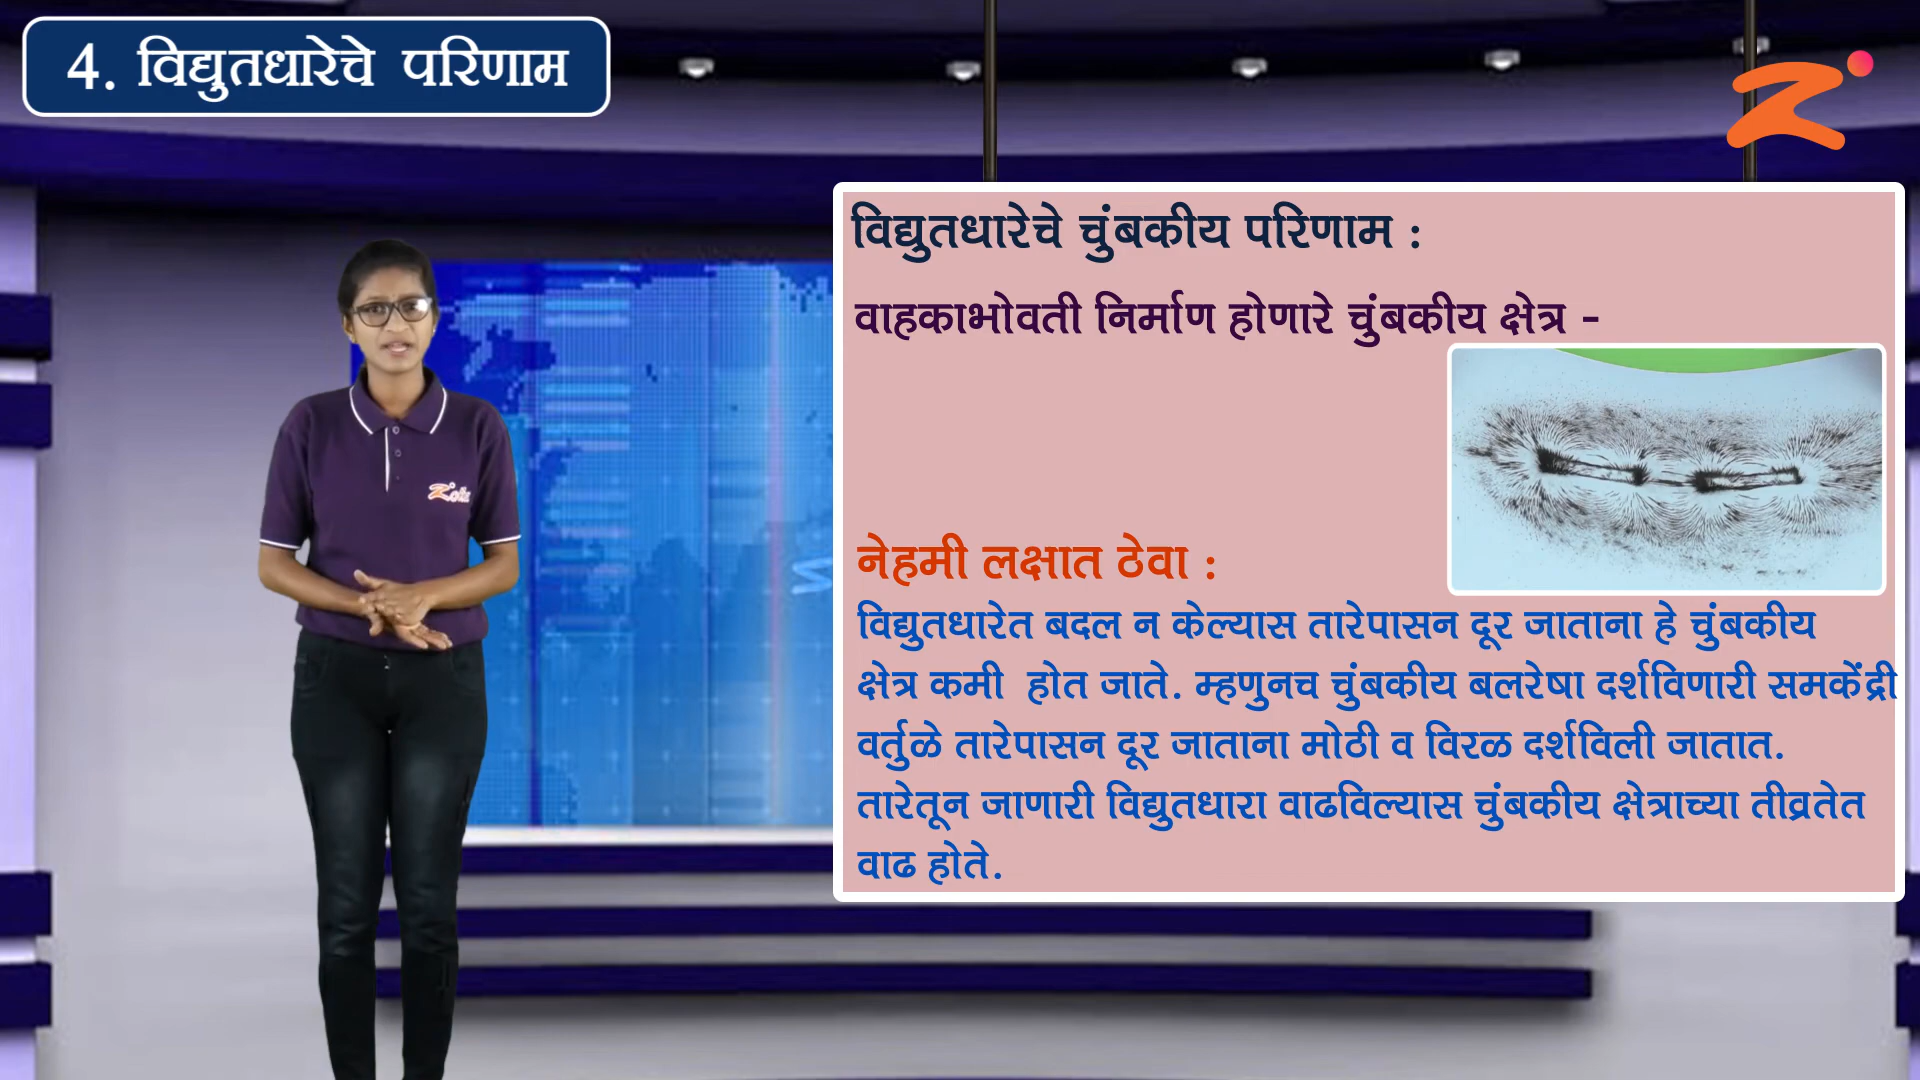 4. विद्युतधारेचे परिणाम
विद्युतधारेचे चुंबकीय परिणाम :
वाहकाभोवती निर्माण होणारे चुंबकीय क्षेत्र -
नेहमी लक्षात ठेवा :
विद्युतधारेत बदल न केल्यास तारेपासन दूर जाताना हे चुंबकीय
क्षेत्र कमी होत जाते. म्हणुनच चुंबकीय बलरेषा दर्शविणारी समकेंद्री
वर्तुळे तारेपासन दूर जाताना मोठी व विरळ दर्शविली जातात.
तारेतून जाणारी विद्युतधारा वाढविल्यास चुंबकीय क्षेत्राच्या तीव्रतेत
वाढ होते.